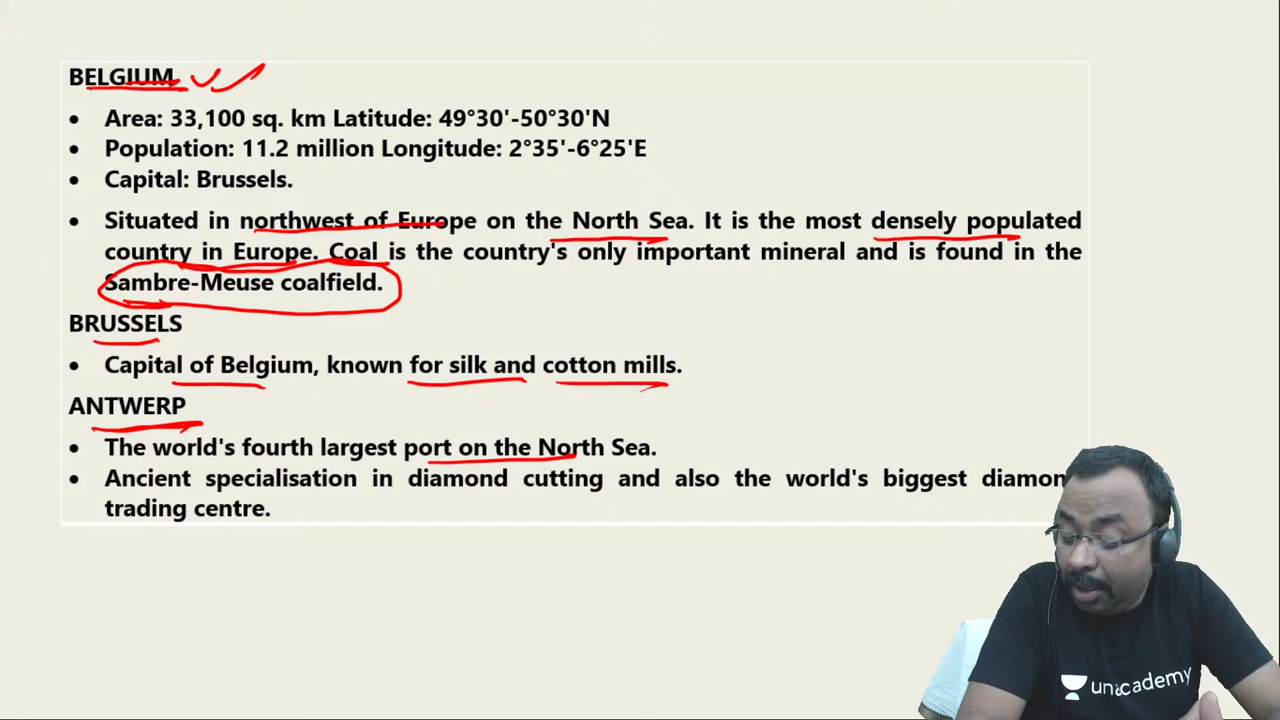 BELGIUM
• Area: 33,100 sq. km Latitude: 49°30'-50°30'N
• Population: 11.2 million Longitude: 2°35'-6°25'E
• Capital: Brussels.
• Situated in northwest of Europe on the North Sea. It is the most densely populated
country in Europe. Coal is the country's only important mineral and is found in the
Sambre-Meuse coalfield.
BRUSSELS
• Capital of Belgium, known for silk and cotton mills.
ANTWERP
• The world's fourth largest port on the North Sea.
• Ancient specialisation in diamond cutting and also the world's biggest diamon
trading centre.
unacademy